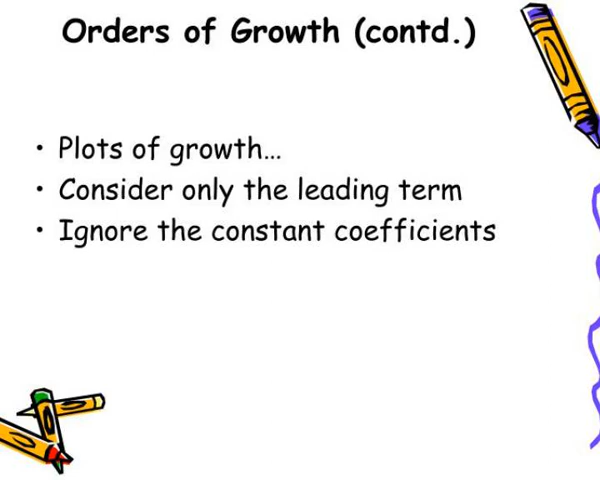 Orders of Growth (contd.)
• Plots of growth…
• Consider only the leading term
• Ignore the constant coefficients